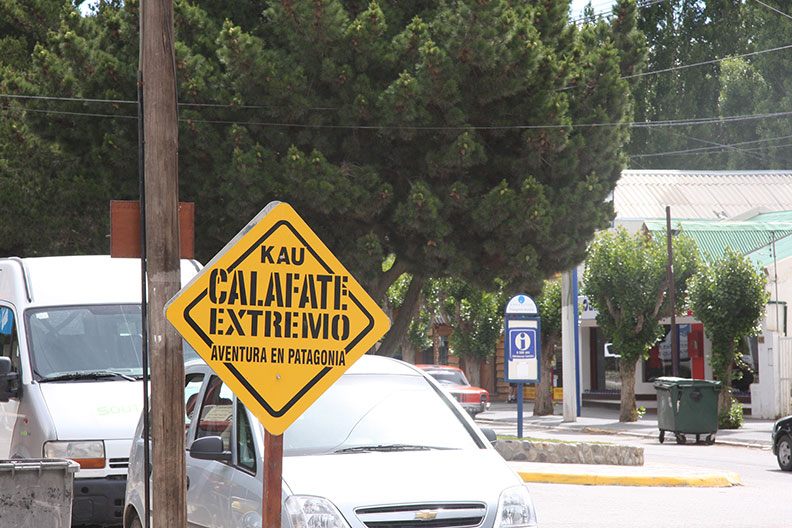 KAU
CALAFATE
EXTREMO
AVENTURA EN PATAGONIA
i